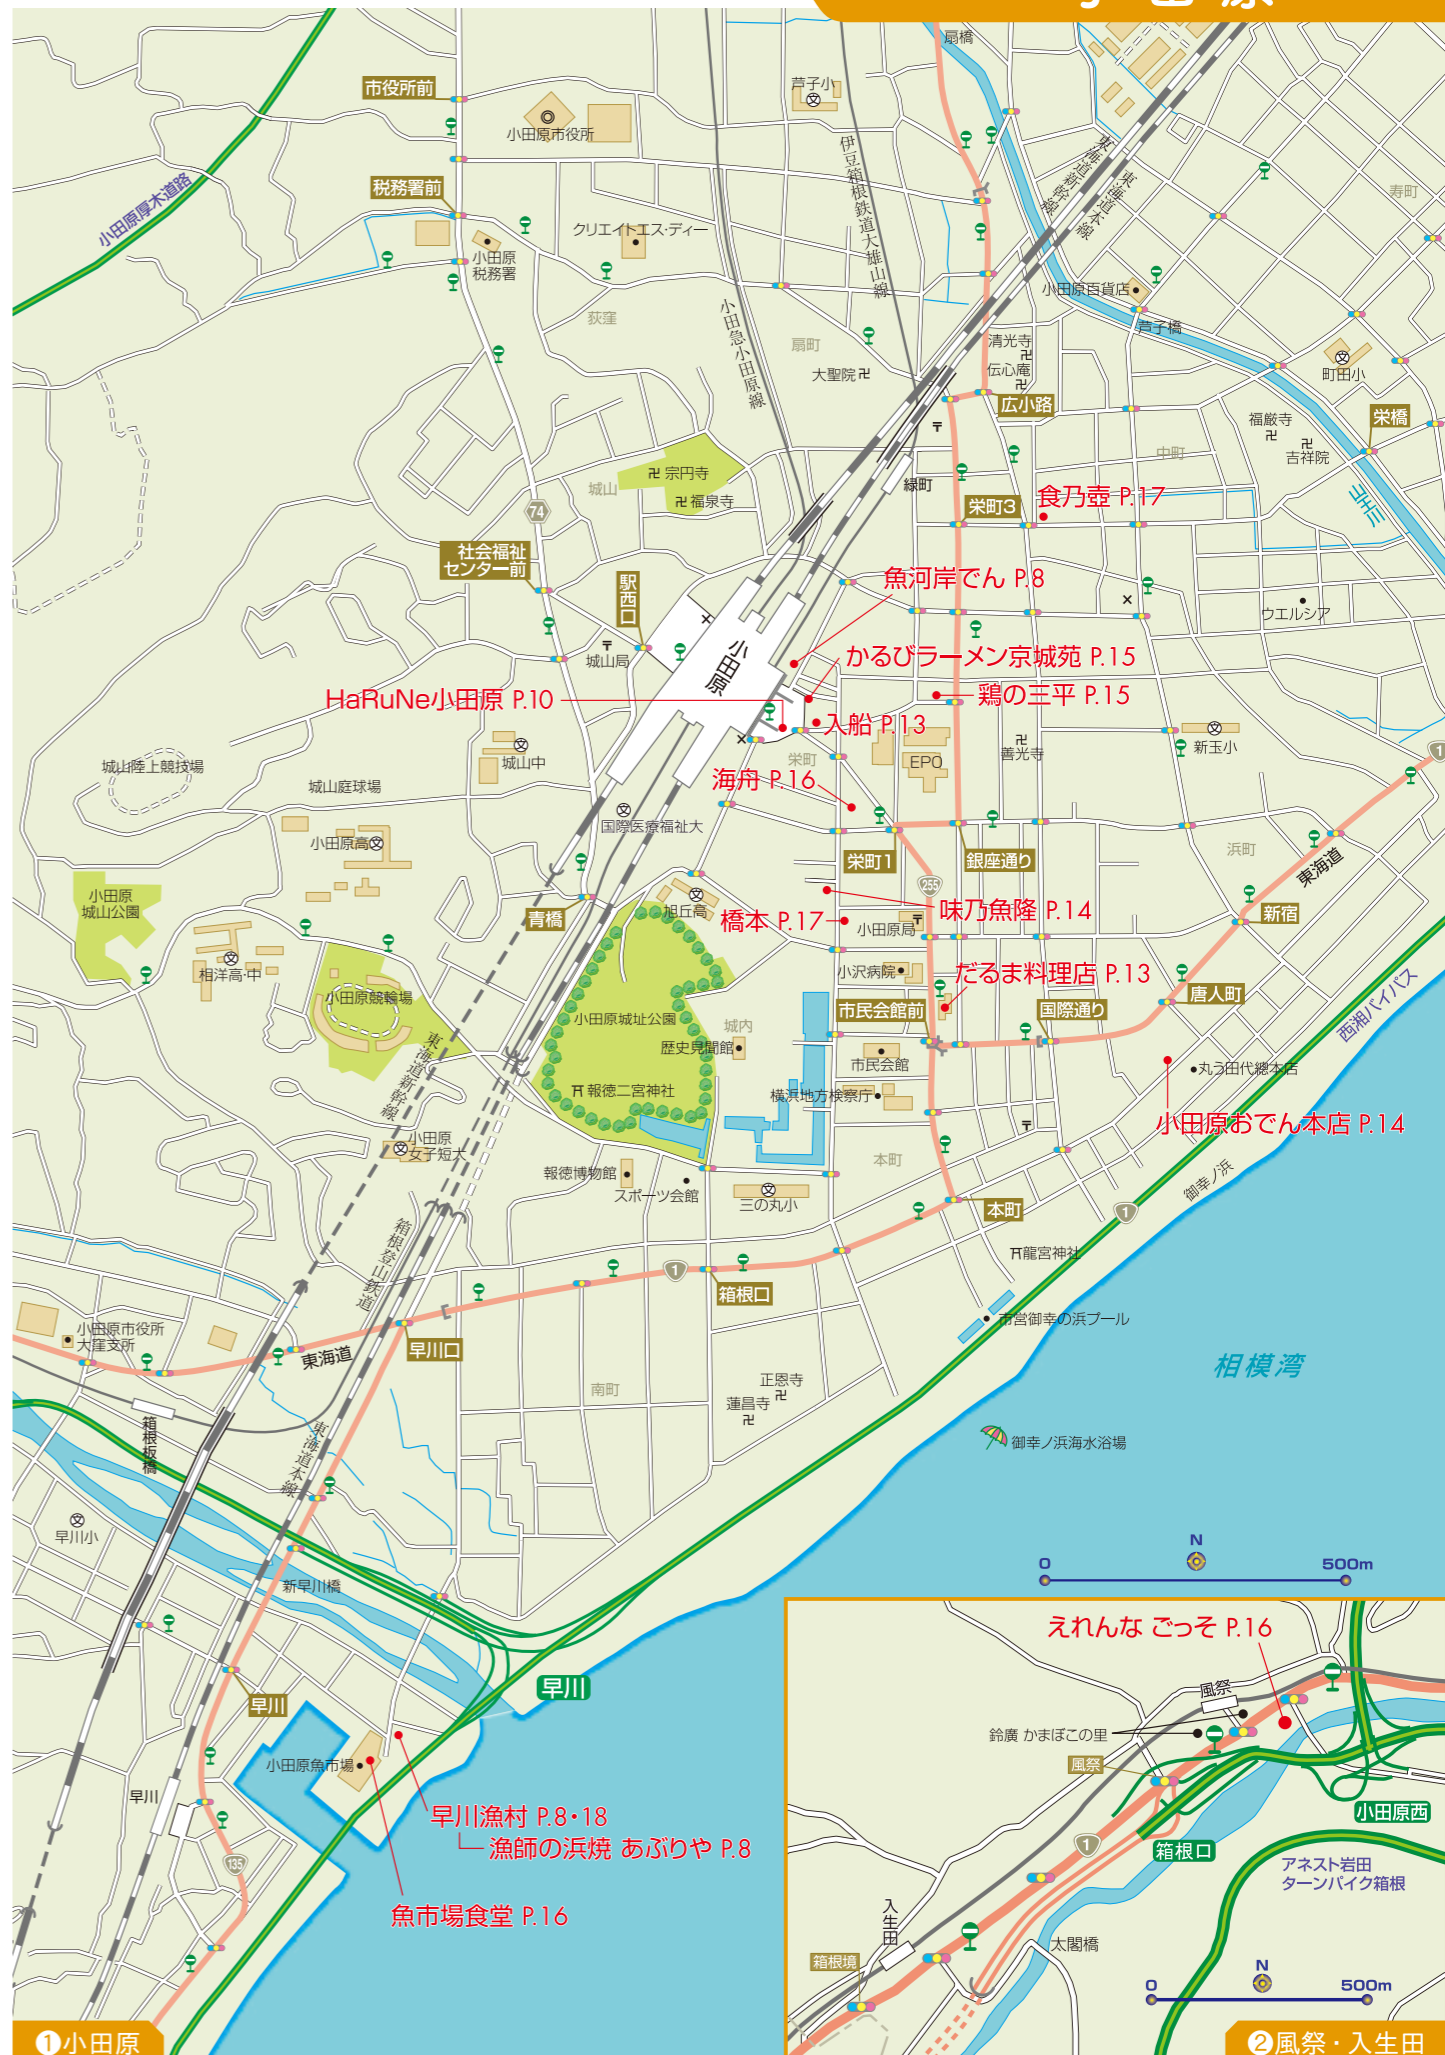 扇橋
芦子小
市役所前
小田原市役所
税務署前
小田原厚木道路
小田原
税務署
クリエイトエス・ディー
伊豆箱根鉄道大雄山線
東海道新幹線
東海道本線
寿町
小田原百貨店
芦子橋
荻窪
小田急小田原線
扇町
大聖院
清光寺
伝心庵
広小路
町田小
福厳寺
吉祥院
栄橋
中町
山王川
宗円寺
福泉寺
城山
緑町
74
栄町3
食乃壺 P.17
社会福祉
センター前
駅西口
城山局
小田原
魚河岸でん P.8
ウエルシア
かるびラーメン京城苑 P.15
HaRuNe小田原 P.10
鶏の三平 P.15
入船 P.13
城山中
栄町
EPO
善光寺
新玉小
1
城山陸上競技場
城山庭球場
海舟 P.16
国際医療福祉大
小田原高
栄町1
銀座通り
浜町
東海道
小田原
城山公園
255
旭丘高
味乃魚隆 P.14
新宿
青橋
橋本 P.17
小田原局
相洋高・中
小沢病院
だるま料理店 P.13
小田原競輪場
小田原城址公園
城内
市民会館前
国際通り
唐人町
西湘バイパス
東海道新幹線
歴史見聞館
市民会館
丸う田代總本店
報徳二宮神社
横浜地方検察庁
小田原おでん本店 P.14
小田原
女子短大
報徳博物館
スポーツ会館
三の丸小
本町
本町
御幸ノ浜
1
箱根登山鉄道
龍宮神社
1
箱根口
市営御幸の浜プール
小田原市役所
大窪支所
東海道
早川口
相模湾
南町
正恩寺
蓮昌寺
箱根板橋
東海道本線
御幸ノ浜海水浴場
早川小
N
0 500m
新早川橋
早川
早川
小田原魚市場
早川
早川漁村 P.8・18
漁師の浜焼 あぶりや P.8
135
魚市場食堂 P.16
❶小田原
えれんな ごっそ P.16
風祭
鈴廣 かまぼこの里
風祭
小田原西
1
箱根口
アネスト岩田
ターンパイク箱根
入生田
太閤橋
箱根境
N
0 500m
❷風祭・入生田